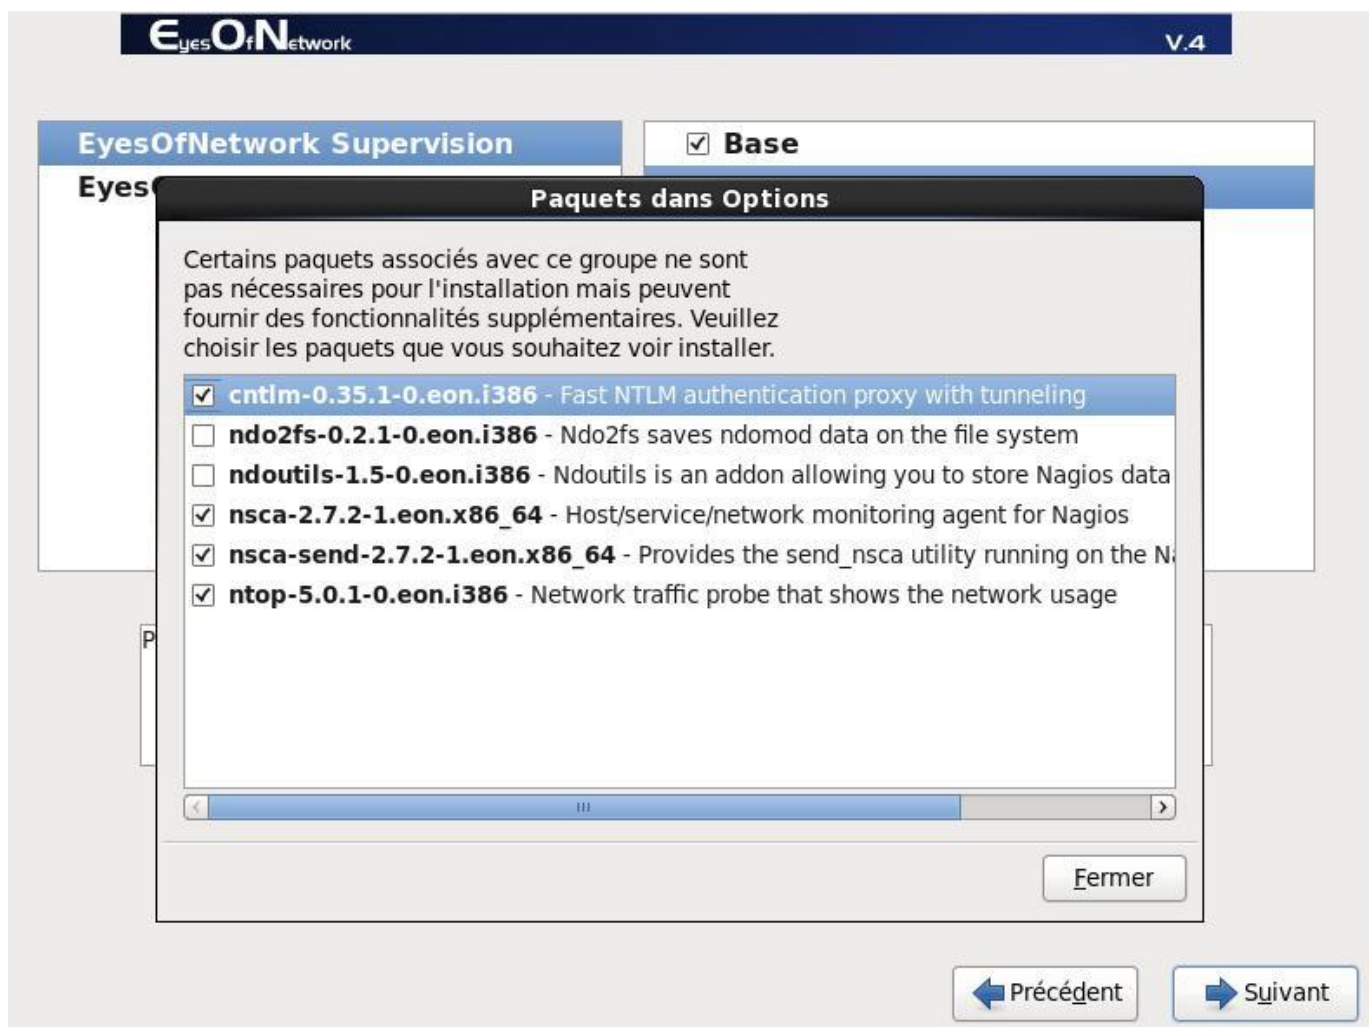 EyesOfNetwork
V.4
EyesOfNetwork Supervision
Base
Eyes
Paquets dans Options
Certains paquets associés avec ce groupe ne sont
pas nécessaires pour l'installation mais peuvent
fournir des fonctionnalités supplémentaires. Veuillez
choisir les paquets que vous souhaitez voir installer.
cntlm-0.35.1-0.eon.i386 - Fast NTLM authentication proxy with tunneling
ndo2fs-0.2.1-0.eon.i386 - Ndo2fs saves ndomod data on the file system
ndoutils-1.5-0.eon.i386 - Ndoutils is an addon allowing you to store Nagios data
nsca-2.7.2-1.eon.x86_64 - Host/service/network monitoring agent for Nagios
nsca-send-2.7.2-1.eon.x86_64 - Provides the send_nsca utility running on the
ntop-5.0.1-0.eon.i386 - Network traffic probe that shows the network usage
P
Fermer
Précédent
Suivant